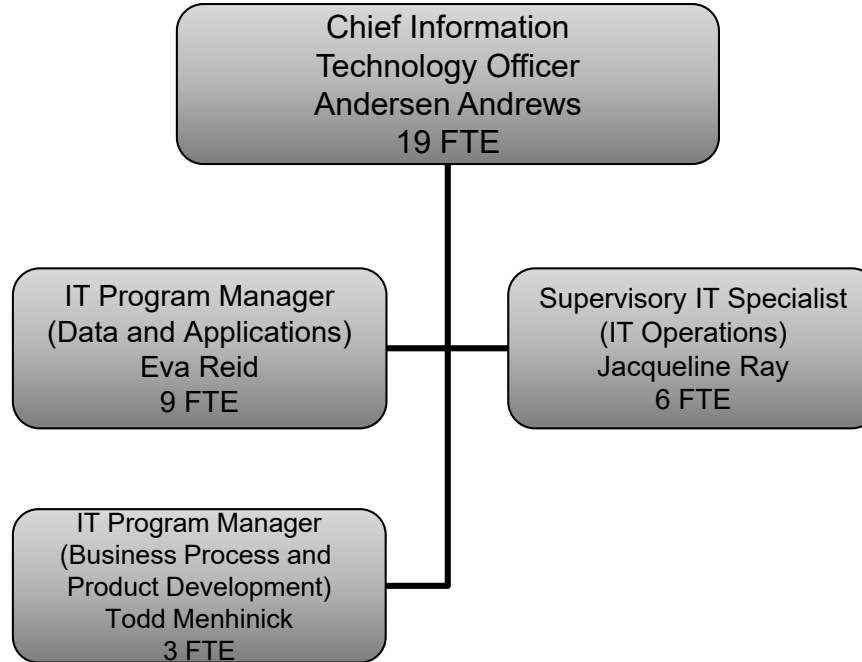 Chief Information
Technology Officer
Andersen Andrews
19 FTE
IT Program Manager
(Data and Applications)
Eva Reid
9 FTE
Supervisory IT Specialist
(IT Operations)
Jacqueline Ray
6 FTE
IT Program Manager
(Business Process and
Product Development)
Todd Menhinick
3 FTE